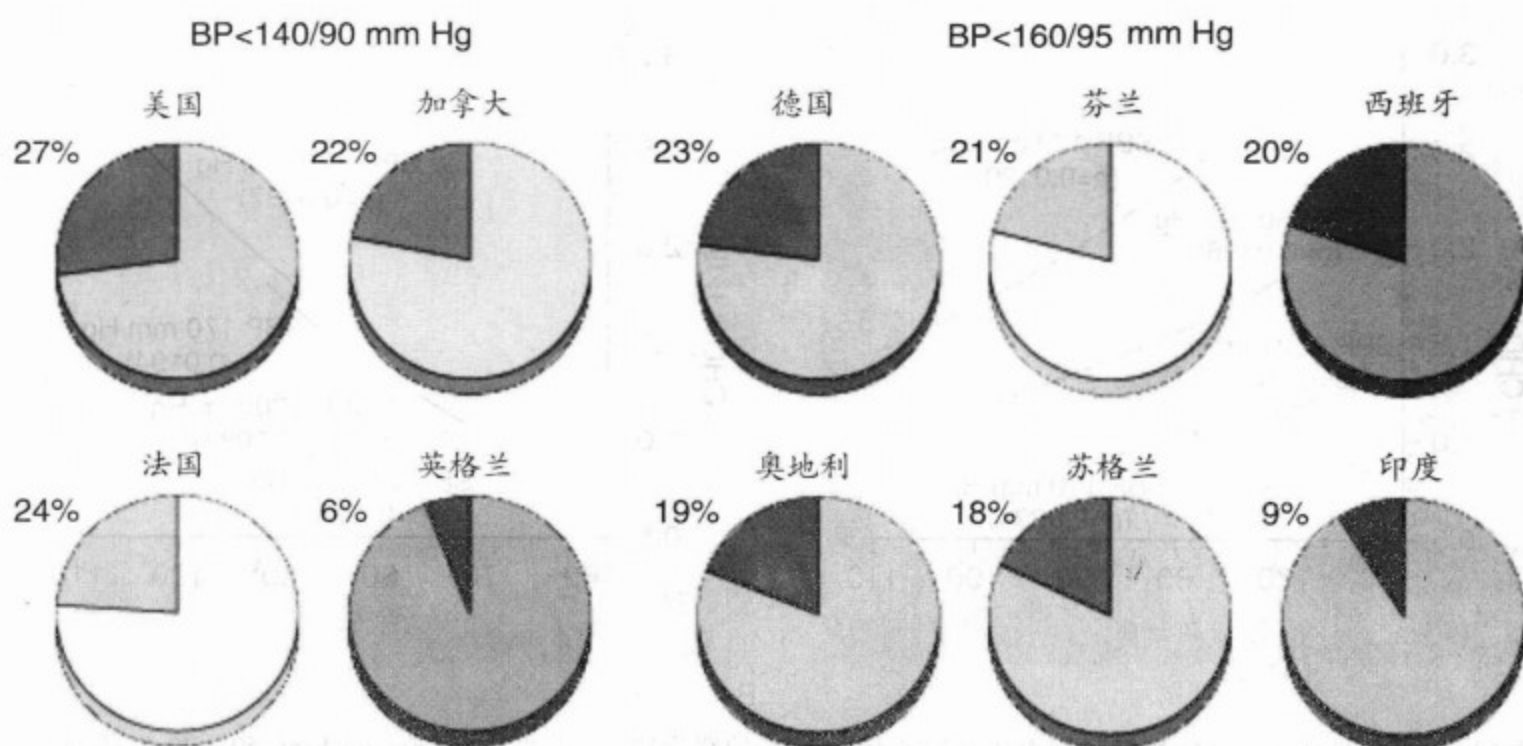 BP<140/90 mm Hg
BP<160/95 mm Hg
美国
加拿大
德国
芬兰
西班牙
27%
22%
23%
21%
20%
法国
英格兰
奥地利
苏格兰
印度
24%
6%
19%
18%
9%